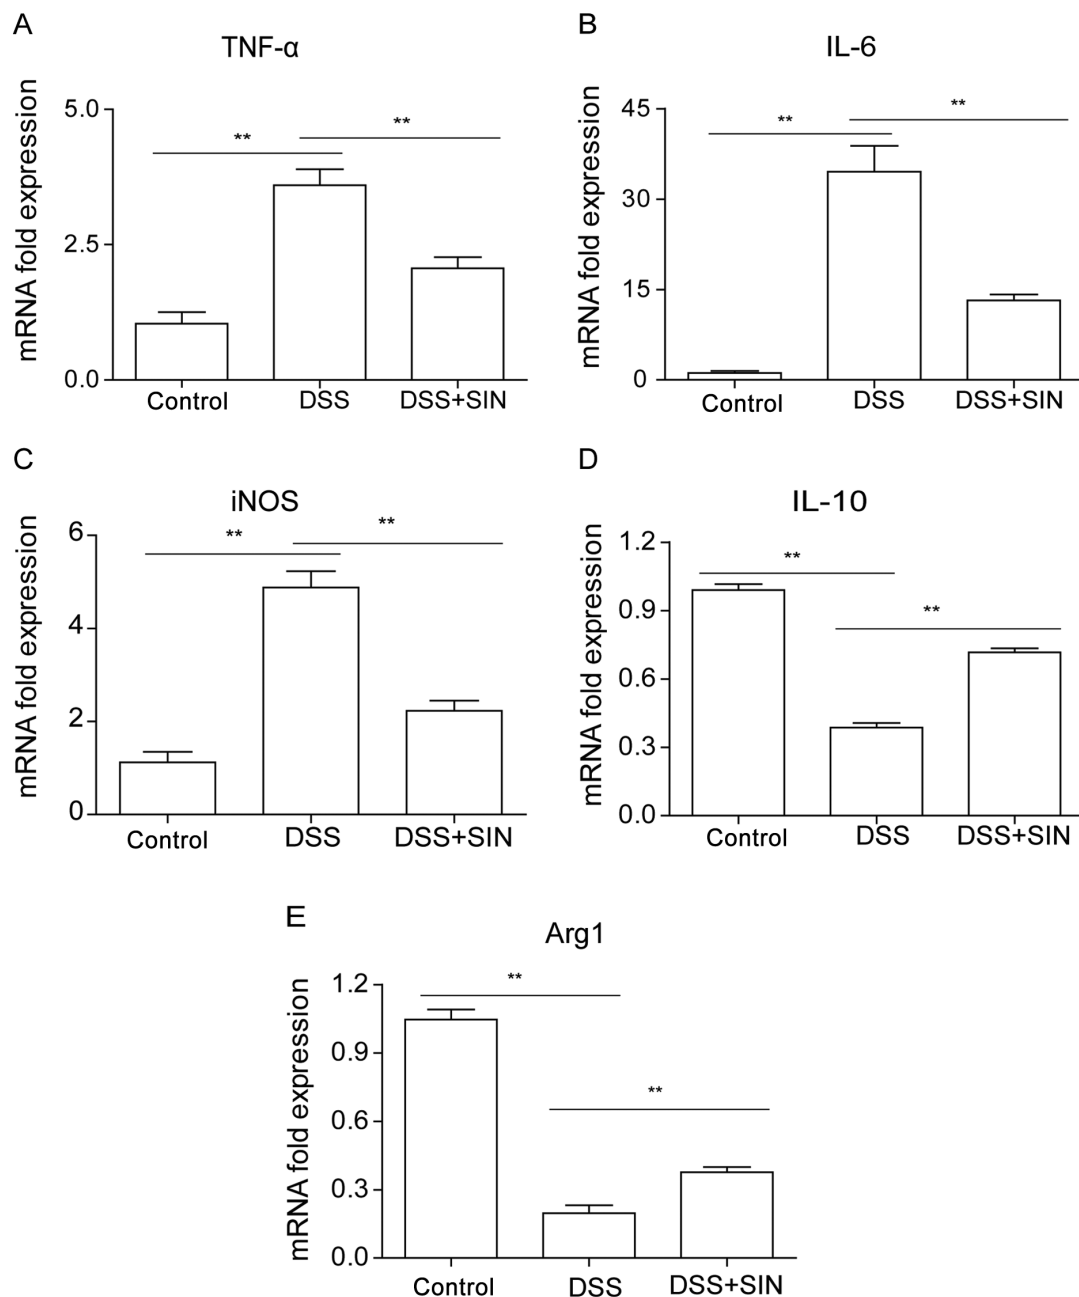 A
TNF-α
mRNA fold expression
5.0
2.5
0.0
**
**
Control
DSS
DSS+SIN
B
IL-6
mRNA fold expression
45
30
15
0
**
**
Control
DSS
DSS+SIN
C
iNOS
mRNA fold expression
6
4
2
0
**
**
Control
DSS
DSS+SIN
D
IL-10
mRNA fold expression
1.2
0.9
0.6
0.3
0.0
**
**
Control
DSS
DSS+SIN
E
Arg1
mRNA fold expression
1.2
0.9
0.6
0.3
0.0
**
**
Control
DSS
DSS+SIN